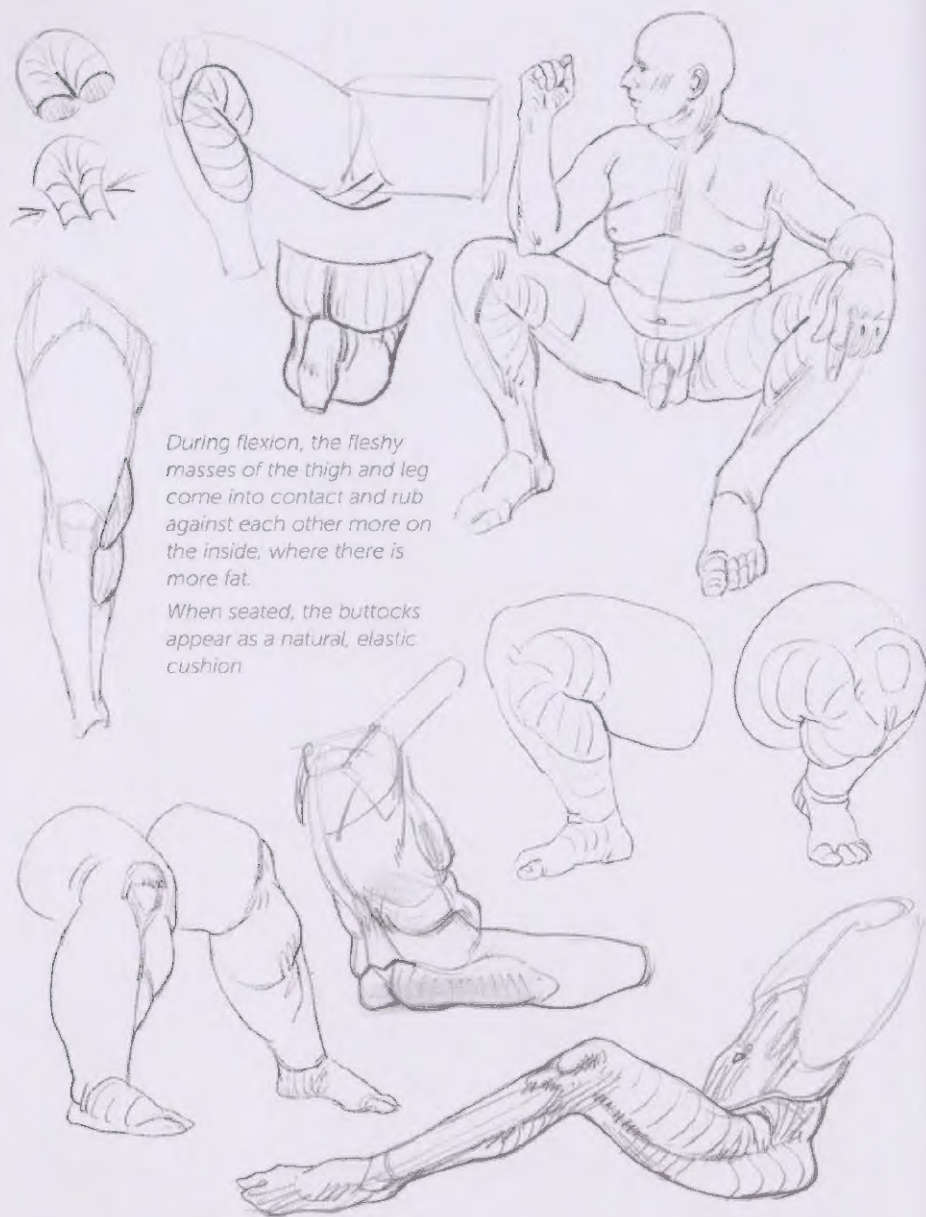 During flexion, the fleshy
masses of the thigh and leg
come into contact and rub
against each other more on
the inside, where there is
more fat.
When seated, the buttocks
appear as a natural, elastic
cushion